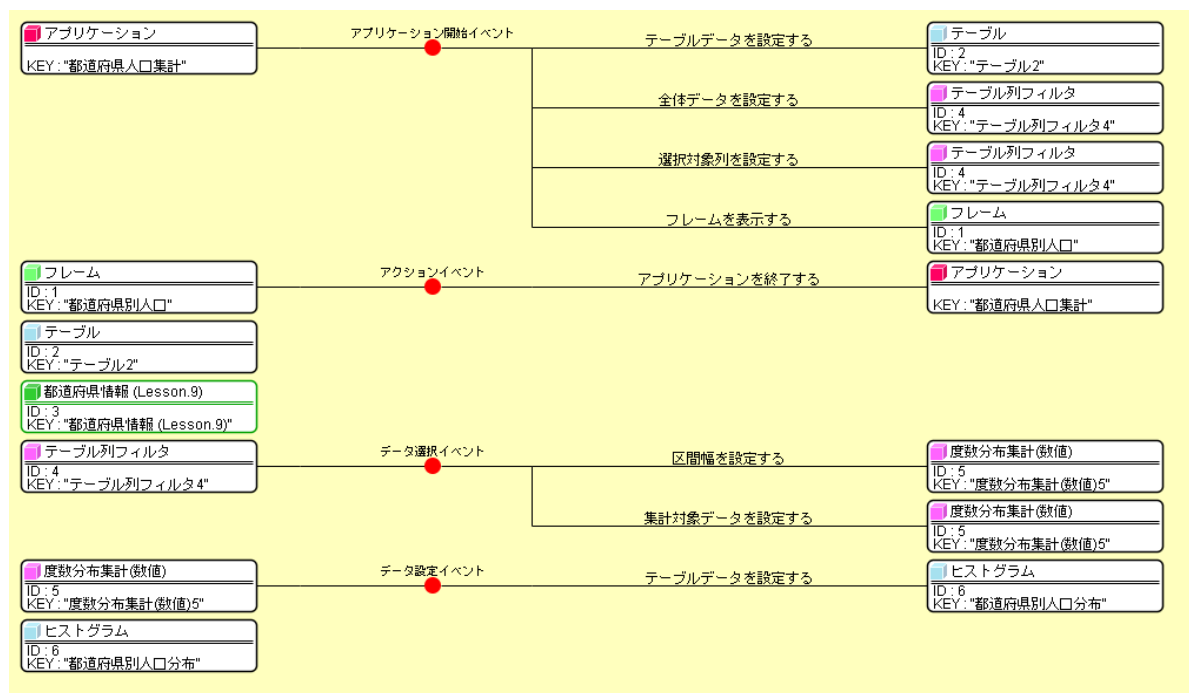 アプリケーション
KEY : "都道府県人口集計"
アプリケーション開始イベント
テーブルデータを設定する
テーブル
ID : 2
KEY : "テーブル2"
全体データを設定する
テーブル列フィルタ
ID : 4
KEY : "テーブル列フィルタ4"
選択対象列を設定する
テーブル列フィルタ
ID : 4
KEY : "テーブル列フィルタ4"
フレームを表示する
フレーム
ID : 1
KEY : "都道府県別人口"
フレーム
ID : 1
KEY : "都道府県別人口"
アクションイベント
アプリケーションを終了する
アプリケーション
KEY : "都道府県人口集計"
テーブル
ID : 2
KEY : "テーブル2"
都道府県情報 (Lesson.9)
ID : 3
KEY : "都道府県情報 (Lesson.9)"
テーブル列フィルタ
ID : 4
KEY : "テーブル列フィルタ4"
データ選択イベント
区間幅を設定する
度数分布集計(数値)
ID : 5
KEY : "度数分布集計(数値)5"
集計対象データを設定する
度数分布集計(数値)
ID : 5
KEY : "度数分布集計(数値)5"
度数分布集計(数値)
ID : 5
KEY : "度数分布集計(数値)5"
データ設定イベント
テーブルデータを設定する
ヒストグラム
ID : 6
KEY : "都道府県別人口分布"
ヒストグラム
ID : 6
KEY : "都道府県別人口分布"